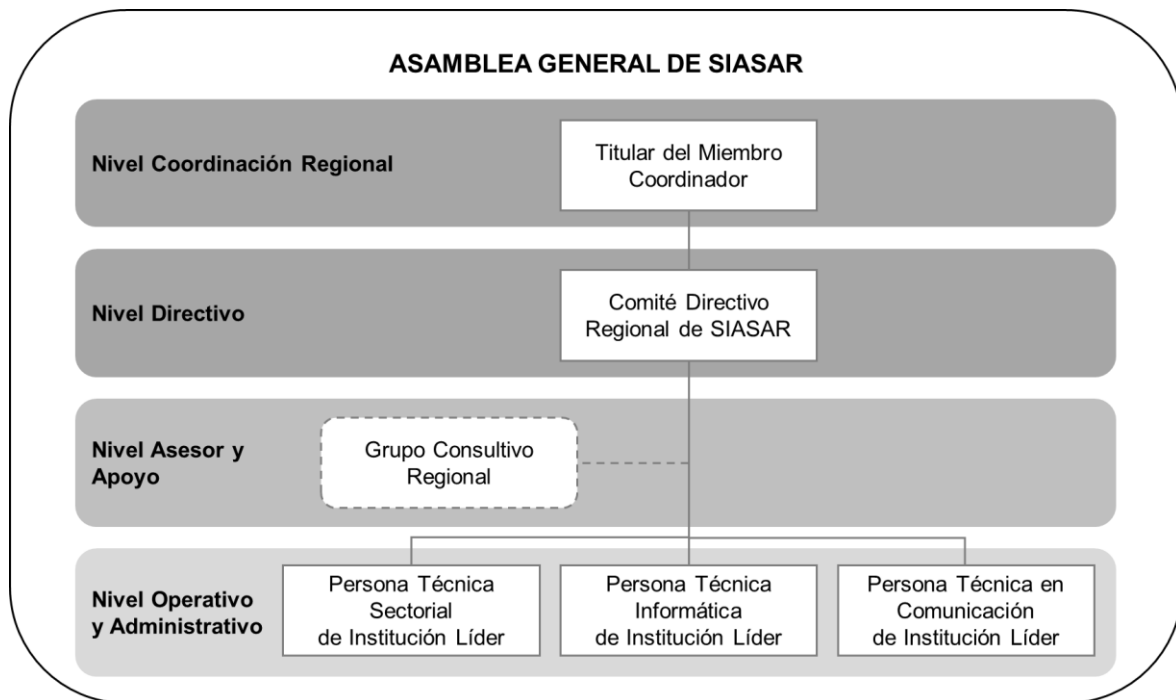 ASAMBLEA GENERAL DE SIASAR
Nivel Coordinación Regional
Titular del Miembro
Coordinador
Nivel Directivo
Comité Directivo
Regional de SIASAR
Nivel Asesor y
Apoyo
Grupo Consultivo
Regional
Nivel Operativo
y Administrativo
Persona Técnica
Sectorial
de Institución Líder
Persona Técnica
Informática
de Institución Líder
Persona Técnica en
Comunicación
de Institución Líder